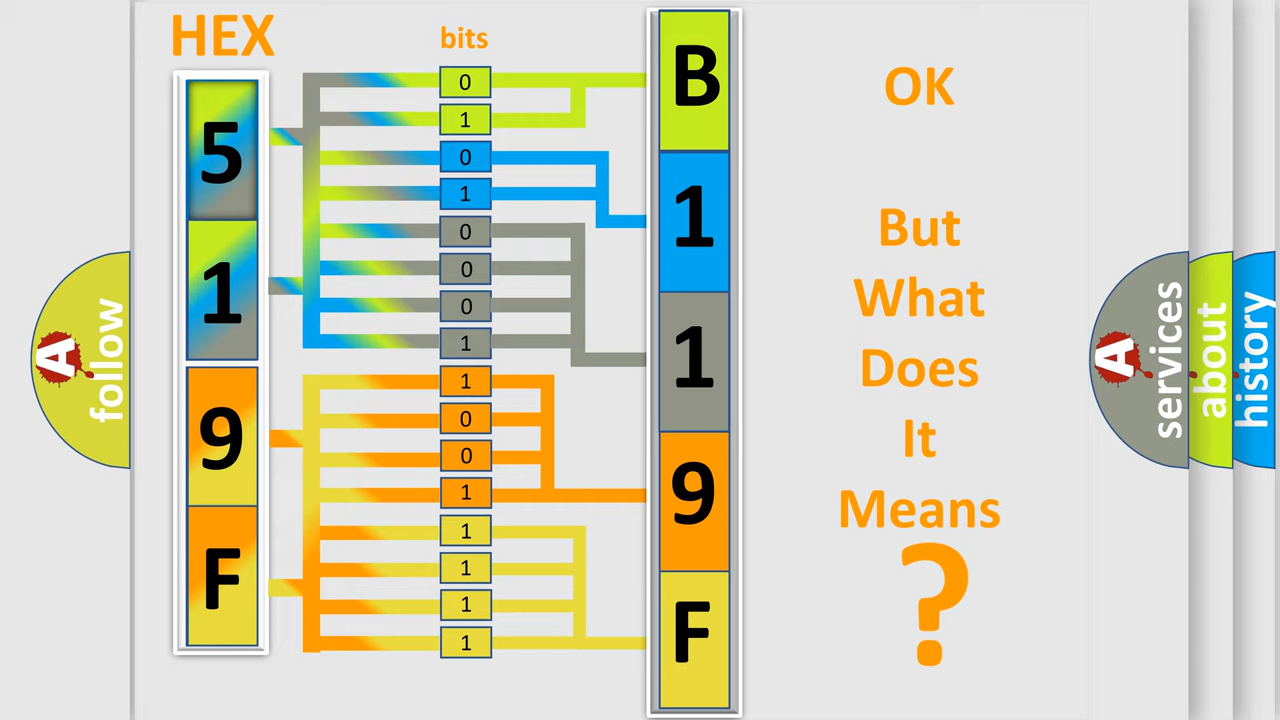 HEX
bits
5
1
9
F
0
1
0
1
0
0
0
1
1
0
0
1
1
1
1
1
B
1
1
9
F
OK
But
What
Does
It
Means
?
A
follow
A
services
about
history